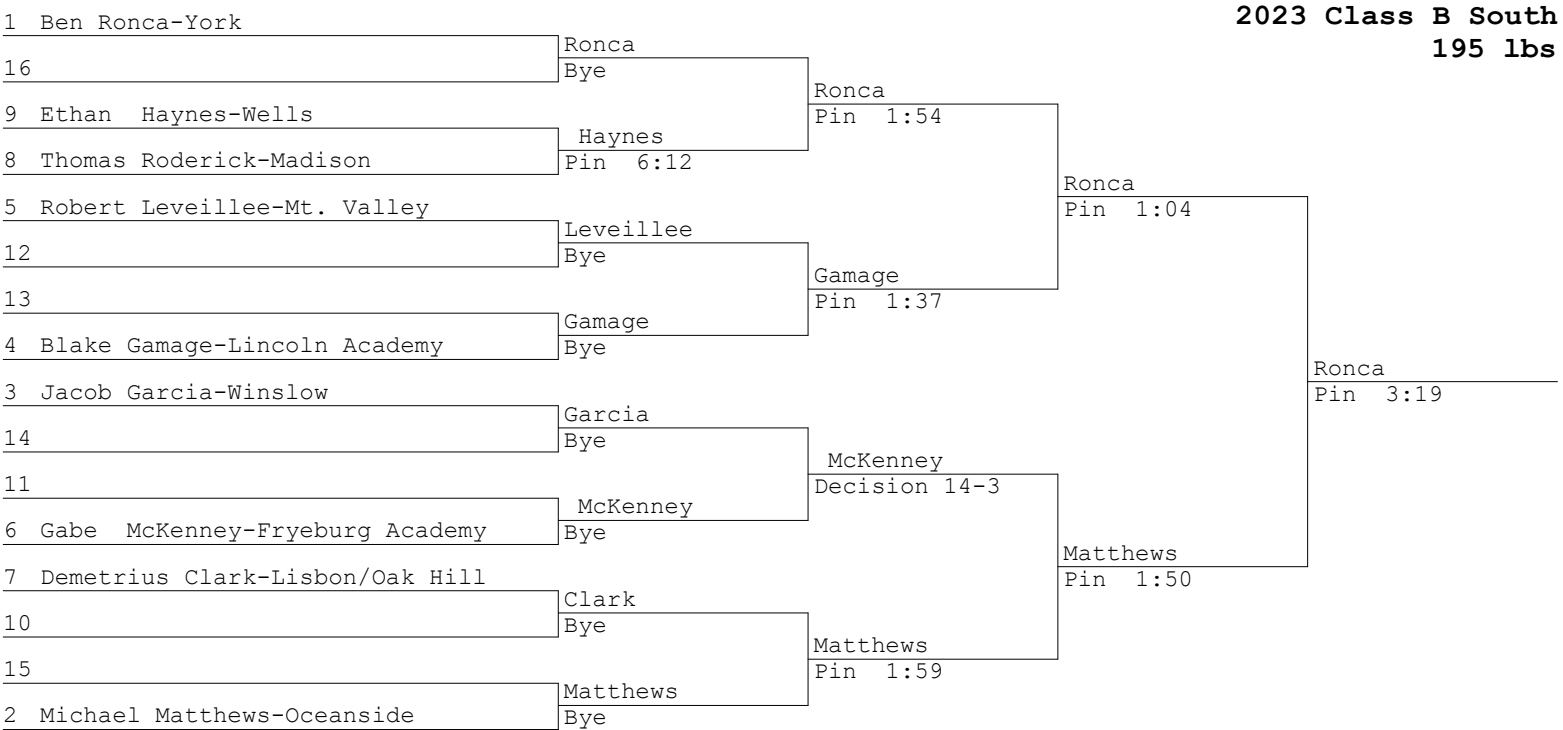 2023 Class B South
195 lbs
1 Ben Ronca-York
16
9 Ethan Haynes-Wells
8 Thomas Roderick-Madison
5 Robert Leveillee-Mt. Valley
12
13
4 Blake Gamage-Lincoln Academy
3 Jacob Garcia-Winslow
14
11
6 Gabe McKenney-Fryeburg Academy
7 Demetrius Clark-Lisbon/Oak Hill
10
15
2 Michael Matthews-Oceanside
Ronca
Bye
Haynes
Pin 6:12
Leveillee
Bye
Gamage
Bye
Garcia
Bye
McKenney
Bye
Clark
Bye
Matthews
Bye
Ronca
Pin 1:54
Gamage
Pin 1:37
McKenney
Decision 14-3
Matthews
Pin 1:59
Ronca
Pin 1:04
Matthews
Pin 1:50
Ronca
Pin 3:19